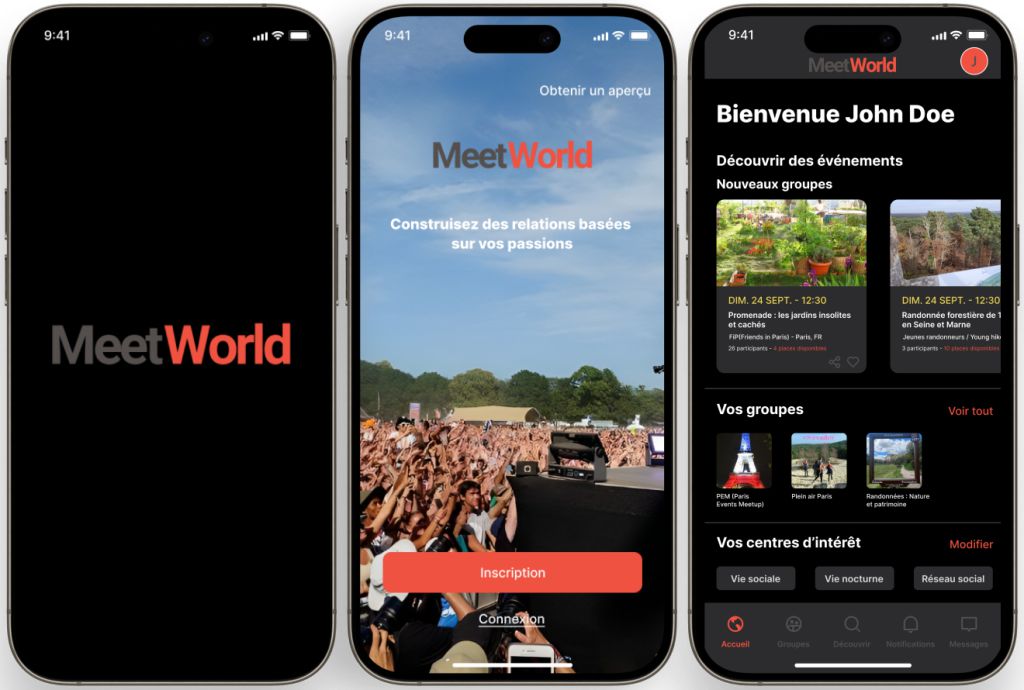 9:41
MeetWorld
9:41
Obtenir un aperçu
MeetWorld
Construisez des relations basées
sur vos passions
Inscription
Connexion
9:41
MeetWorld
J
Bienvenue John Doe
Découvrir des événements
Nouveaux groupes
DIM. 24 SEPT. - 12:30
Promenade : les jardins insolites
et cachés
FiP(Friends in Paris) - Paris, FR
26 participants - 4 places disponibles
DIM. 24 SEPT. - 12:30
Randonnée forestière de 1
en Seine et Marne
Jeunes randonneurs / Young hik
3 participants - 10 places disponibles
Vos groupes
Voir tout
PEM (Paris
Events Meetup)
Plein air Paris
Randonnées : Nature
et patrimoine
Vos centres d’intérêt
Modifier
Vie sociale
Vie nocturne
Réseau social
Accueil
Groupes
Découvrir
Notifications
Messages